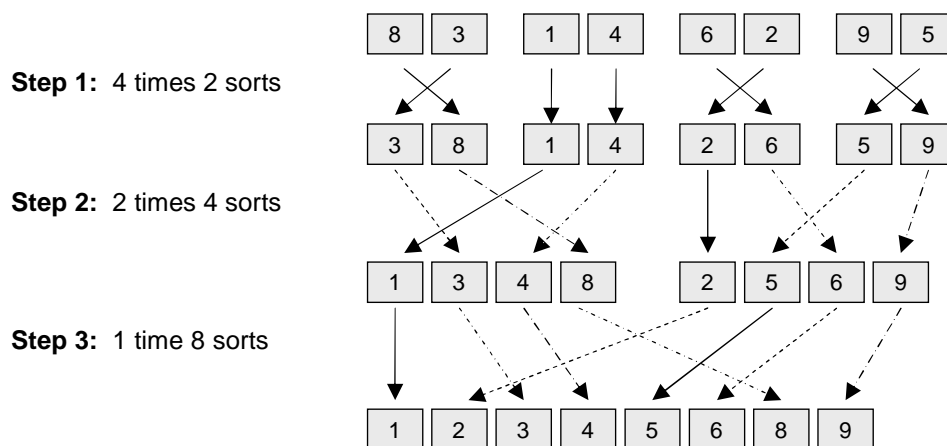 8 3 1 4 6 2 9 5
Step 1: 4 times 2 sorts
3 8 1 4 2 6 5 9
Step 2: 2 times 4 sorts
1 3 4 8 2 5 6 9
Step 3: 1 time 8 sorts
1 2 3 4 5 6 8 9